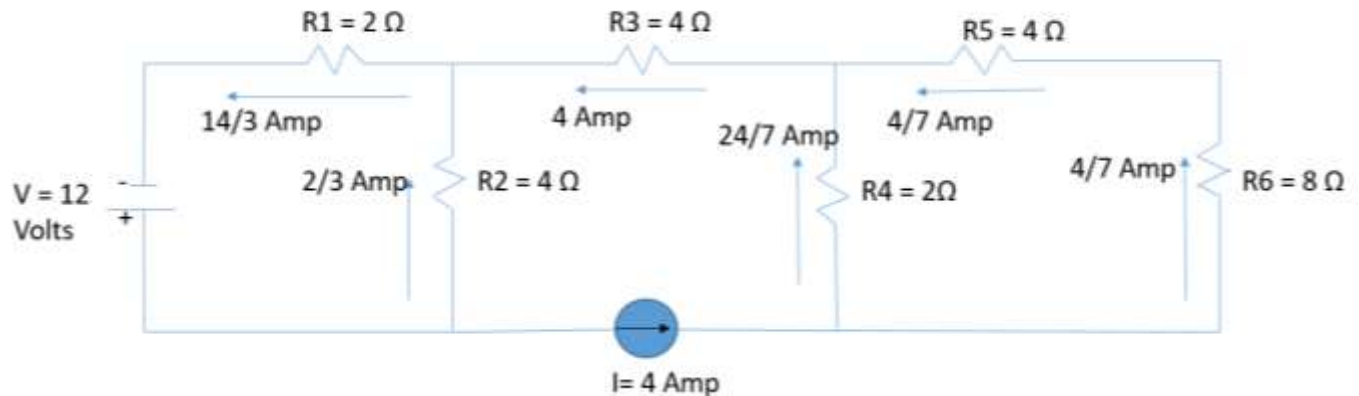 R1 = 2 Ω
R3 = 4 Ω
R5 = 4 Ω
14/3 Amp
4 Amp
24/7 Amp
4/7 Amp
V = 12
Volts
-
+
2/3 Amp
R2 = 4 Ω
R4 = 2Ω
4/7 Amp
R6 = 8 Ω
I= 4 Amp